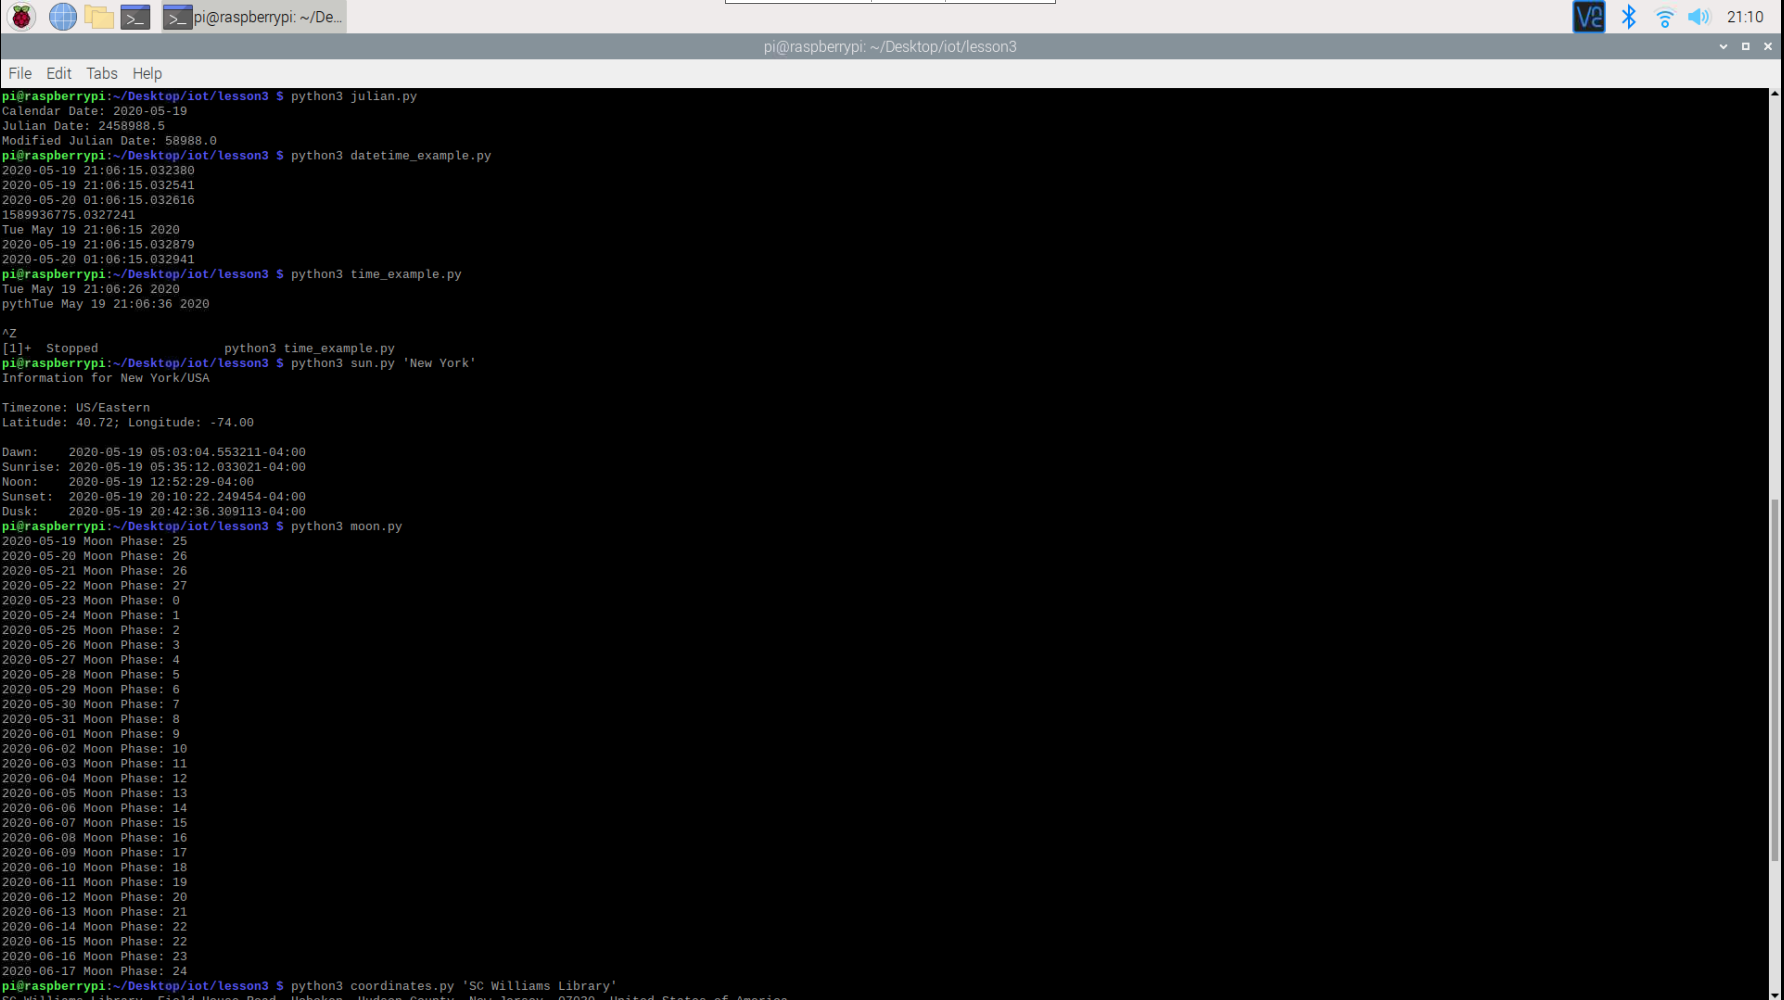 pi@raspberrypi: ~/De...
21:10
pi@raspberrypi: ~/Desktop/iot/lesson3
File Edit Tabs Help
pi@raspberrypi:~/Desktop/iot/lesson3 $ python3 julian.py
Calendar Date: 2020-05-19
Julian Date: 2458988.5
Modified Julian Date: 58988.0
pi@raspberrypi:~/Desktop/iot/lesson3 $ python3 datetime_example.py
2020-05-19 21:06:15.032380
2020-05-19 21:06:15.032541
2020-05-20 01:06:15.032616
1589936775.0327241
Tue May 19 21:06:15 2020
2020-05-19 21:06:15.032879
2020-05-20 01:06:15.032941
pi@raspberrypi:~/Desktop/iot/lesson3 $ python3 time_example.py
Tue May 19 21:06:26 2020
pythTue May 19 21:06:36 2020
^Z
[1]+  Stopped                 python3 time_example.py
pi@raspberrypi:~/Desktop/iot/lesson3 $ python3 sun.py 'New York'
Information for New York/USA
Timezone: US/Eastern
Latitude: 40.72; Longitude: -74.00
Dawn:    2020-05-19 05:03:04.553211-04:00
Sunrise: 2020-05-19 05:35:12.033021-04:00
Noon:    2020-05-19 12:52:29-04:00
Sunset:  2020-05-19 20:10:22.249454-04:00
Dusk:    2020-05-19 20:42:36.309113-04:00
pi@raspberrypi:~/Desktop/iot/lesson3 $ python3 moon.py
2020-05-19 Moon Phase: 25
2020-05-20 Moon Phase: 26
2020-05-21 Moon Phase: 26
2020-05-22 Moon Phase: 27
2020-05-23 Moon Phase: 0
2020-05-24 Moon Phase: 1
2020-05-25 Moon Phase: 2
2020-05-26 Moon Phase: 3
2020-05-27 Moon Phase: 4
2020-05-28 Moon Phase: 5
2020-05-29 Moon Phase: 6
2020-05-30 Moon Phase: 7
2020-05-31 Moon Phase: 8
2020-06-01 Moon Phase: 9
2020-06-02 Moon Phase: 10
2020-06-03 Moon Phase: 11
2020-06-04 Moon Phase: 12
2020-06-05 Moon Phase: 13
2020-06-06 Moon Phase: 14
2020-06-07 Moon Phase: 15
2020-06-08 Moon Phase: 16
2020-06-09 Moon Phase: 17
2020-06-10 Moon Phase: 18
2020-06-11 Moon Phase: 19
2020-06-12 Moon Phase: 20
2020-06-13 Moon Phase: 21
2020-06-14 Moon Phase: 22
2020-06-15 Moon Phase: 22
2020-06-16 Moon Phase: 23
2020-06-17 Moon Phase: 24
pi@raspberrypi:~/Desktop/iot/lesson3 $ python3 coordinates.py 'SC Williams Library'
SC Williams Library, Field House Road, Hoboken, Hudson County, New Jersey, 07030, United States of America